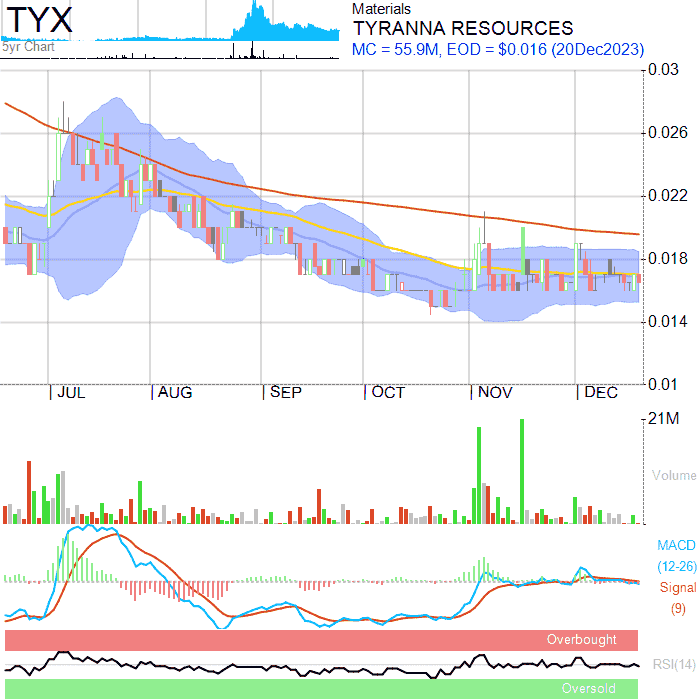 TYX
5yr Chart
Materials
TYRANNA RESOURCES
MC = 55.9M, EOD = $0.016 (20Dec2023)
0.03
0.026
0.022
0.018
0.014
0.01
JUL AUG SEP OCT NOV DEC
21M
Volume
MACD
(12-26)
Signal
(9)
Overbought
RSI(14)
Oversold